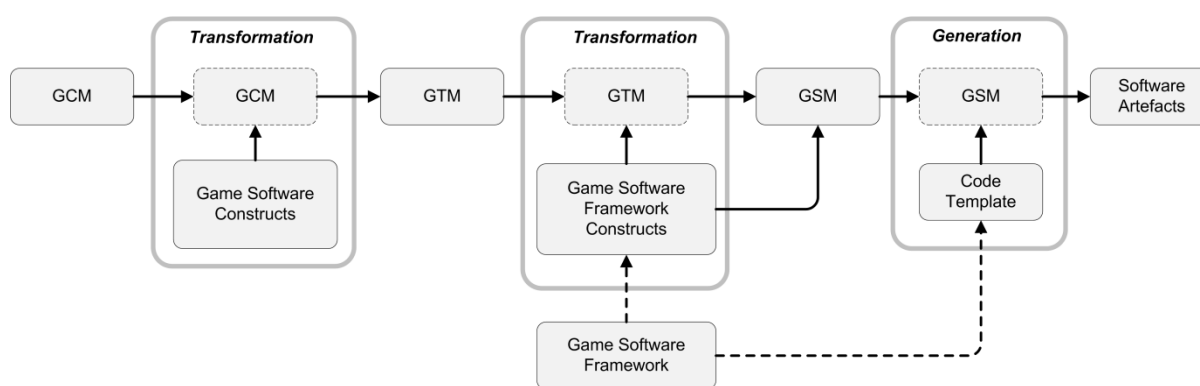 Transformation
Transformation
Generation
GCM
GCM
GTM
GTM
GSM
GSM
Software
Artefacts
Game Software
Constructs
Game Software
Framework
Constructs
Code
Template
Game Software
Framework